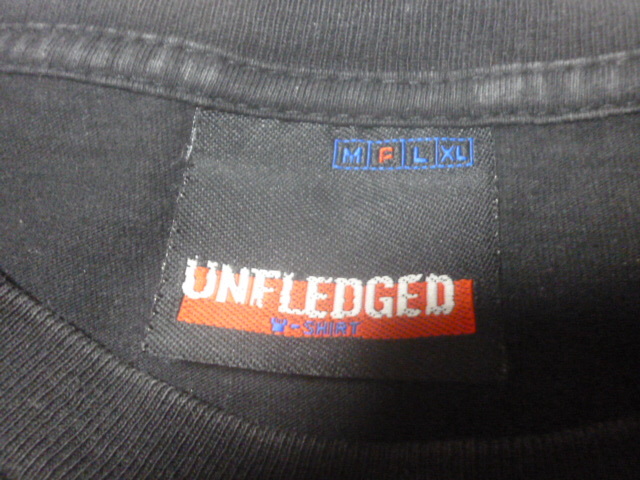 M F L XL
UNFLEDGED
T-SHIRT